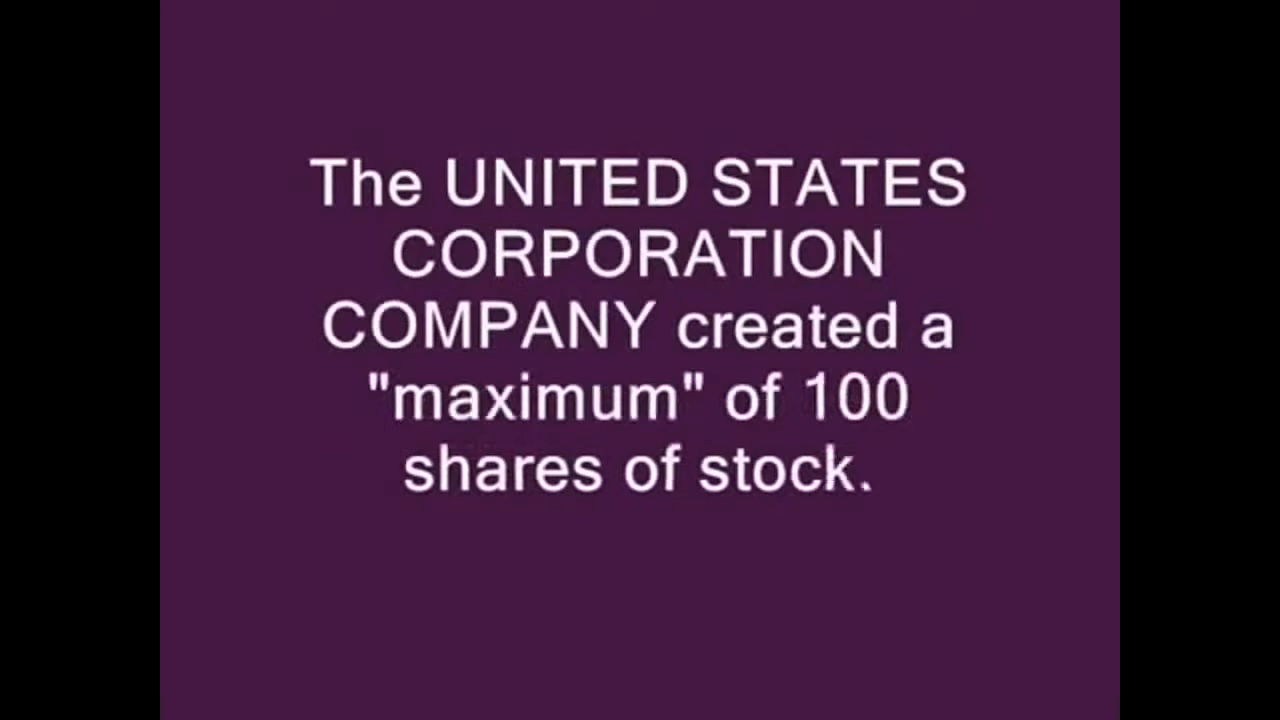 The UNITED STATES
CORPORATION
COMPANY created a
"maximum" of 100
shares of stock.